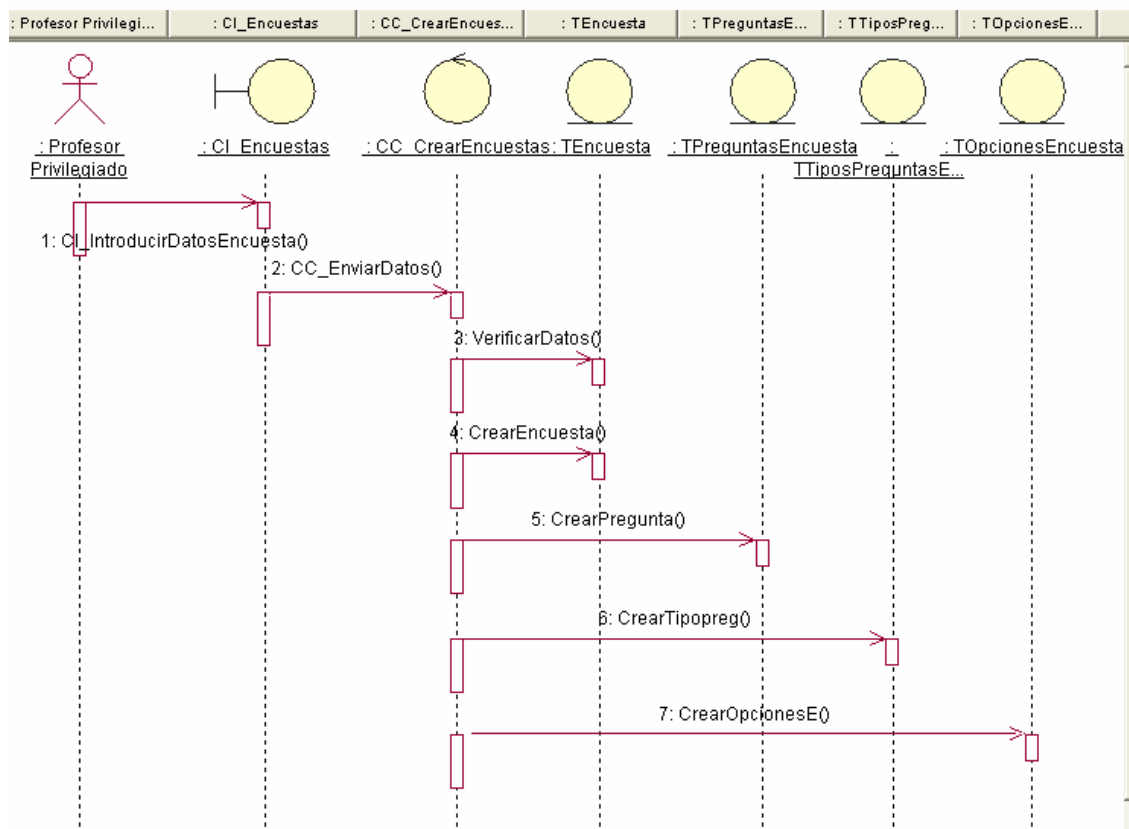 : Profesor Privilegi...
: CI_Encuestas
: CC_CrearEncues...
: TEncuesta
: TPreguntasE...
: TTiposPreg...
: TOpcionesE...
: Profesor
Privilegiado
: CI_Encuestas
: CC_CrearEncuestas
: TEncuesta
: TPreguntasEncuesta
:
TTiposPreguntasE...
: TOpcionesEncuesta
1: CI_IntroducirDatosEncuesta()
2: CC_EnviarDatos()
3: VerificarDatos()
4: CrearEncuesta()
5: CrearPregunta()
6: CrearTipopreg()
7: CrearOpcionesE()